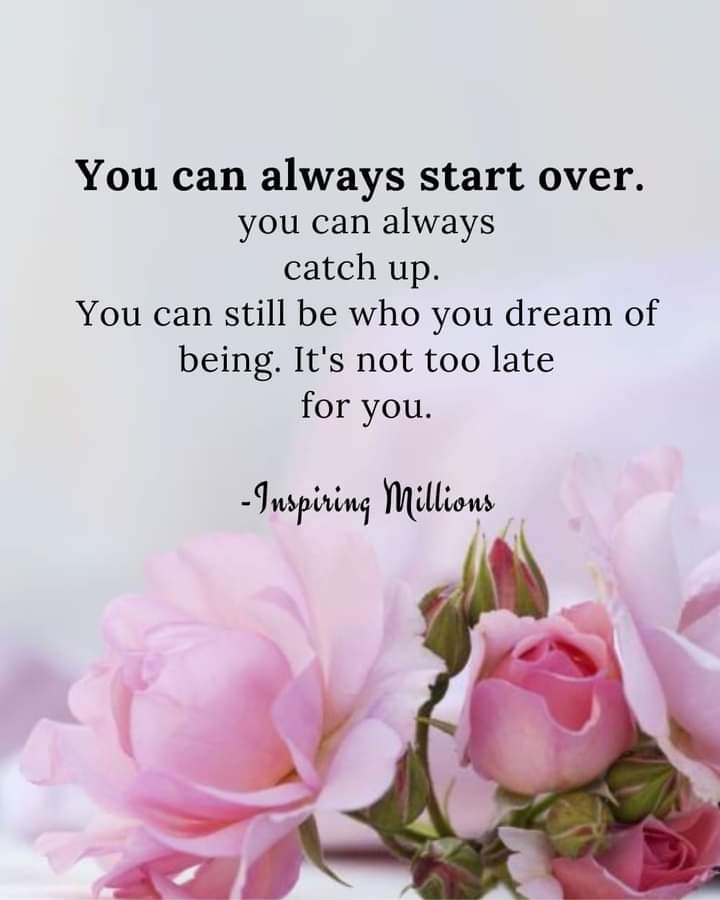 You can always start over.
you can always
catch up.
You can still be who you dream of
being. It's not too late
for you.
-Inspiring Millions